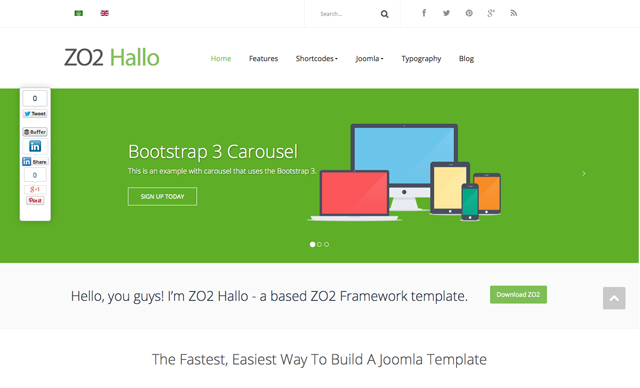 Search...
ZO2 Hallo
Home Features Shortcodes Joomla Typography Blog
0
Tweet
Buffer
in
in Share
0
g+1
Pinit
Bootstrap 3 Carousel
This is an example with carousel that uses the Bootstrap 3.
SIGN UP TODAY
Hello, you guys! I'm ZO2 Hallo - a based ZO2 Framework template.
Download ZO2
The Fastest, Easiest Way To Build A Joomla Template